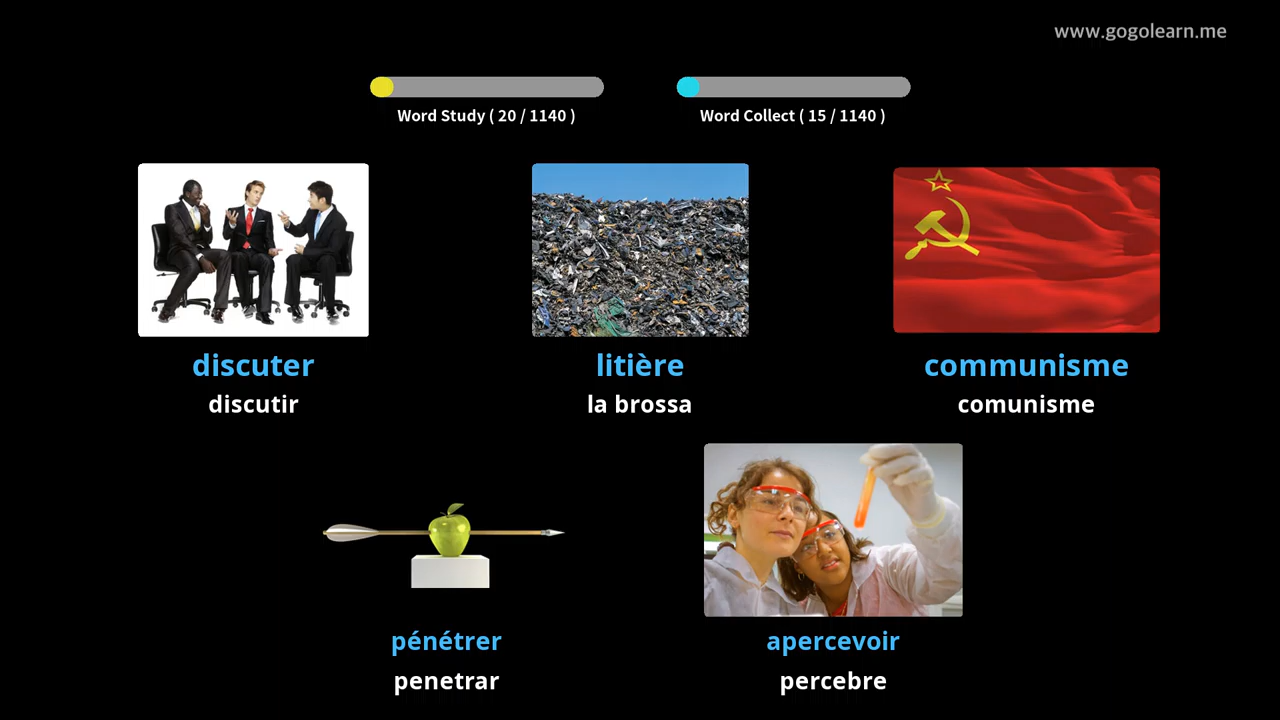 www.gogolearn.me
Word Study ( 20 / 1140 )
Word Collect ( 15 / 1140 )
discuter
discutir
litière
la brossa
communisme
comunisme
pénétrer
penetrar
apercevoir
percebre